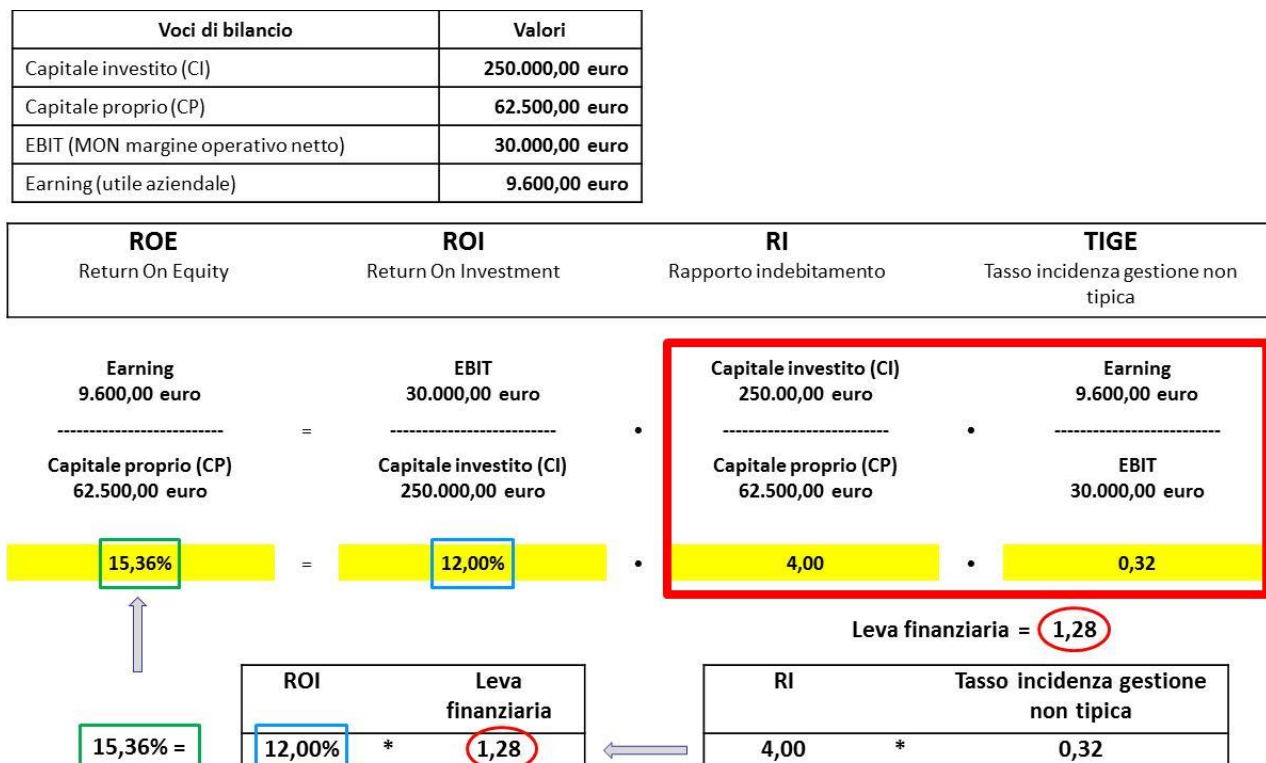 Voci di bilancio Valori
Capitale investito (CI) 250.000,00 euro
Capitale proprio (CP) 62.500,00 euro
EBIT (MON margine operativo netto) 30.000,00 euro
Earning (utile aziendale) 9.600,00 euro
ROE ROI RI TIGE
Return On Equity Return On Investment Rapporto indebitamento Tasso incidenza gestione non
tipica
Earning EBIT Capitale investito (CI) Earning
9.600,00 euro 30.000,00 euro 250.00,00 euro 9.600,00 euro
-------------------------- = -------------------------- • -------------------------- • --------------------------
Capitale proprio (CP) Capitale investito (CI) Capitale proprio (CP) EBIT
62.500,00 euro 250.000,00 euro 62.500,00 euro 30.000,00 euro
15,36% = 12,00% • 4,00 • 0,32
Leva finanziaria = 1,28
ROI Leva RI Tasso incidenza gestione
finanziaria non tipica
15,36% = 12,00% * 1,28 4,00 * 0,32